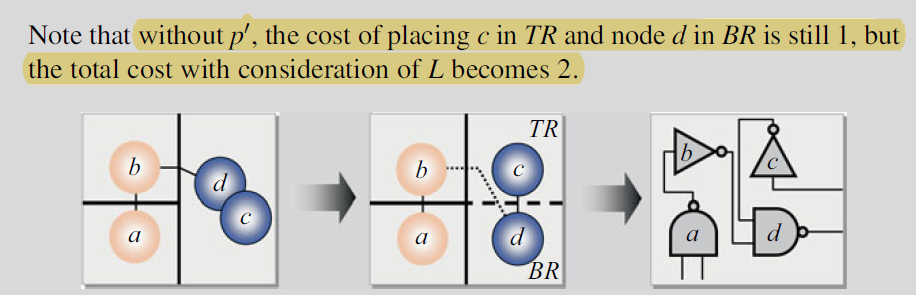 Note that without p′, the cost of placing c in TR and node d in BR is still 1, but
the total cost with consideration of L becomes 2.
b
d
c
a
TR
b
c
a
d
BR
b
c
a
d